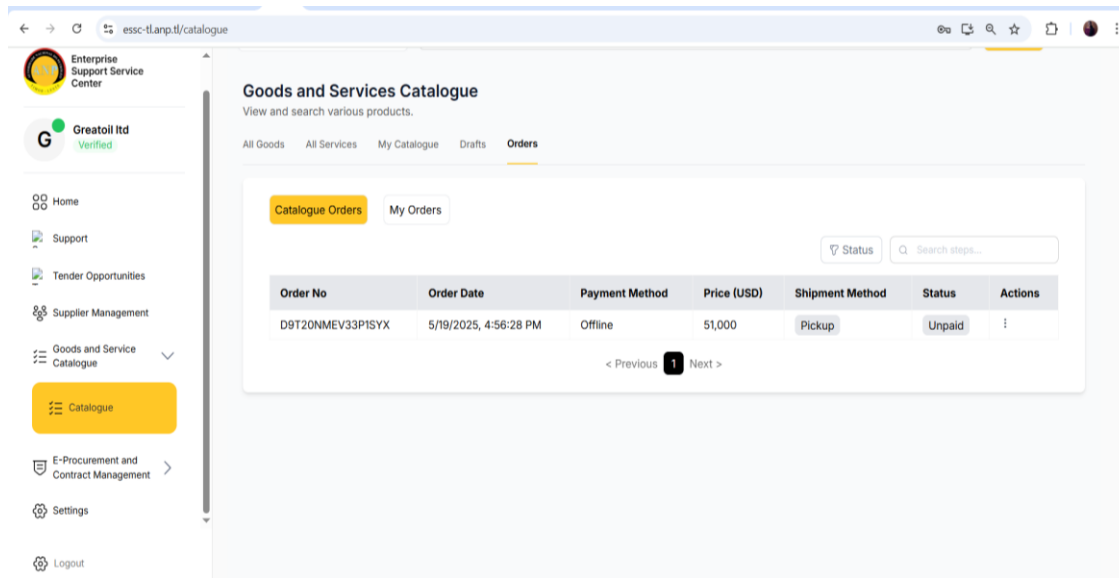 essc-tl.anp.tl/catalogue
Enterprise
Support Service
Center
G
Greatoil ltd
Verified
Home
Support
Tender Opportunities
Supplier Management
Goods and Service
Catalogue
Catalogue
E-Procurement and
Contract Management
Settings
Logout
Goods and Services Catalogue
View and search various products.
All Goods All Services My Catalogue Drafts Orders
Catalogue Orders My Orders
Status Search steps...
Order No Order Date Payment Method Price (USD) Shipment Method Status Actions
D9T20NMEV33P1SYX 5/19/2025, 4:56:28 PM Offline 51,000 Pickup Unpaid
< Previous 1 Next >